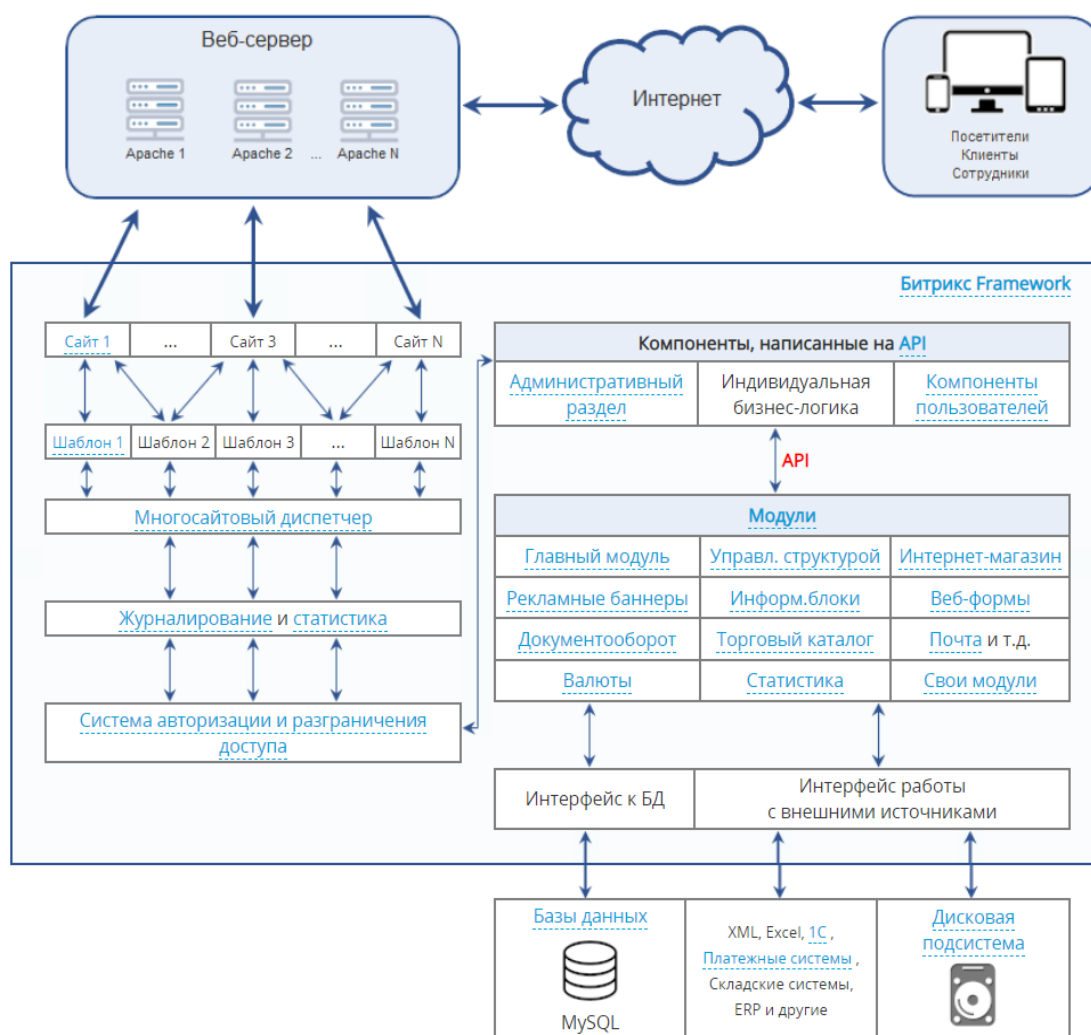 Веб-сервер
Apache 1
Apache 2
...
Apache N
Интернет
Посетители
Клиенты
Сотрудники
Битрикс Framework
Сайт 1
...
Сайт 3
...
Сайт N
Шаблон 1
Шаблон 2
Шаблон 3
...
Шаблон N
Многосайтовый диспетчер
Журналирование и статистика
Система авторизации и разграничения
доступа
Компоненты, написанные на API
Административный
раздел
Индивидуальная
бизнес-логика
Компоненты
пользователей
API
Модули
Главный модуль
Управл. структурой
Интернет-магазин
Рекламные баннеры
Информ.блоки
Веб-формы
Документооборот
Торговый каталог
Почта и т.д.
Валюты
Статистика
Свои модули
Интерфейс к БД
Интерфейс работы
с внешними источниками
Базы данных
MySQL
XML, Excel, 1С ,
Платежные системы ,
Складские системы,
ERP и другие
Дисковая
подсистема